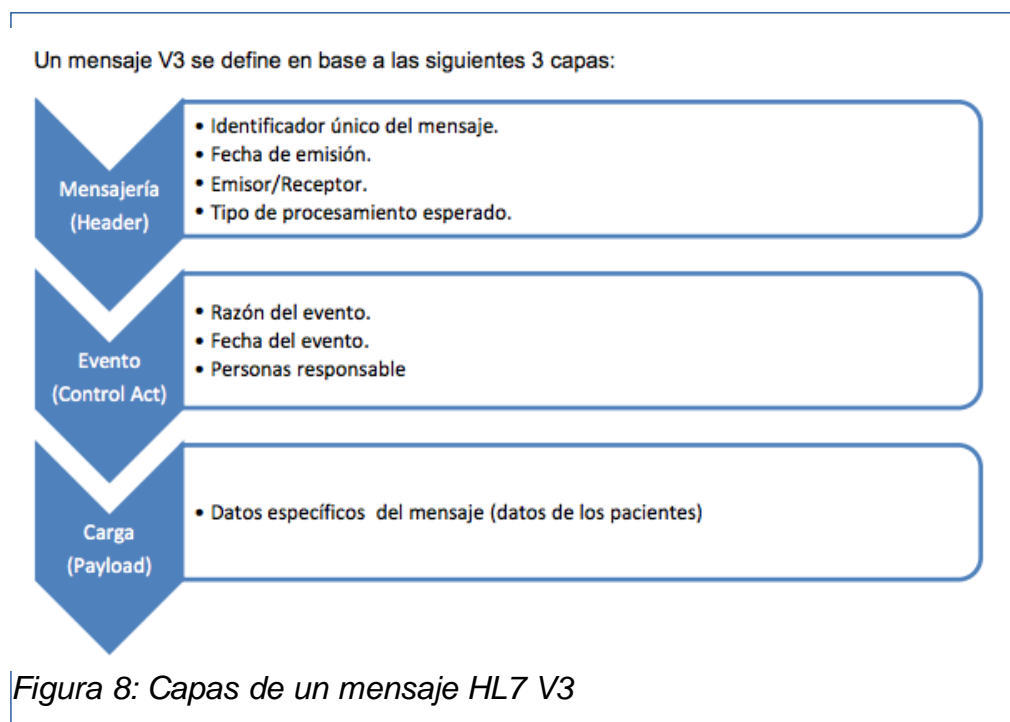 Un mensaje V3 se define en base a las siguientes 3 capas:
Mensajería
(Header)
• Identificador único del mensaje.
• Fecha de emisión.
• Emisor/Receptor.
• Tipo de procesamiento esperado.
Evento
(Control Act)
• Razón del evento.
• Fecha del evento.
• Personas responsable
Carga
(Payload)
• Datos específicos del mensaje (datos de los pacientes)
Figura 8: Capas de un mensaje HL7 V3